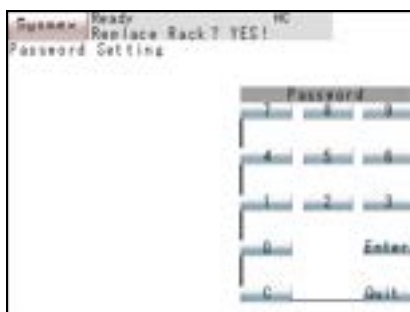 Sysmex Ready HC
Replace Rack? YES!
Password Setting
Password
7 8 9
4 5 6
1 2 3
0 Enter
C Quit